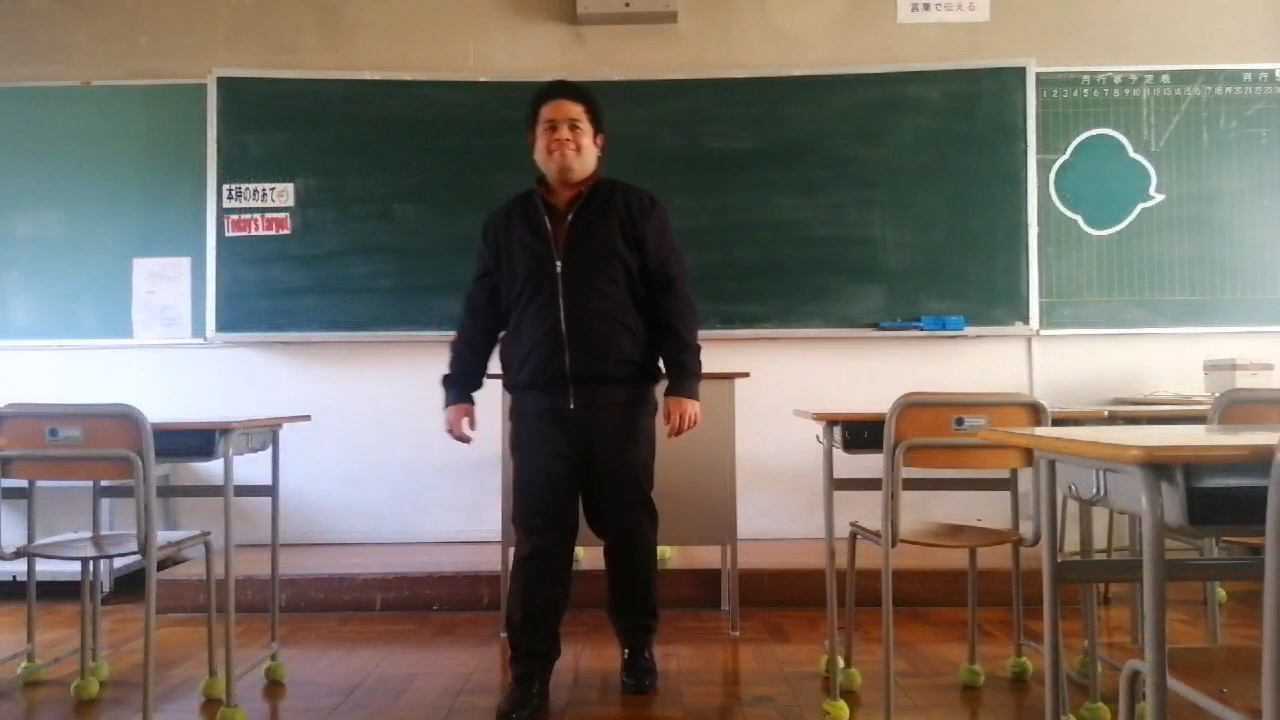 言葉で伝える
本時のめあて
Today's Target
月行事予定表
月行
1 2 3 4 5 6 7 8 9 10 11 12 13 14 15 16 17 18 19 20 21 22 23